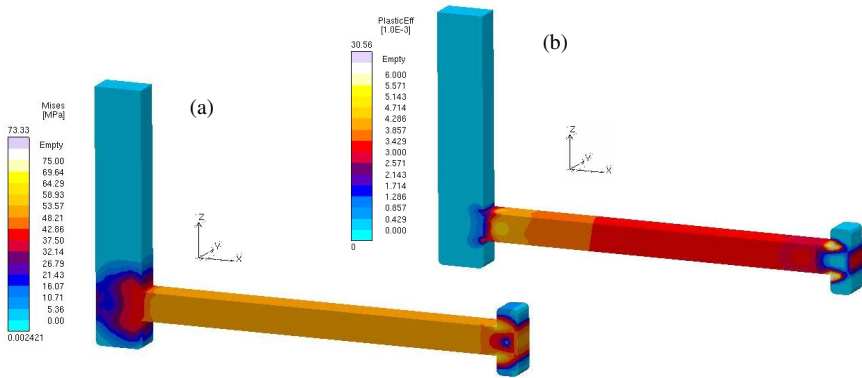 Mises
[MPa]
73.33
Empty
75.00
69.64
64.29
58.93
53.57
48.21
42.86
37.50
32.14
26.79
21.43
16.07
10.71
5.36
0.00
0.002421
(a)
Z
Y
X
PlasticEff
[1.0E-3]
30.56
Empty
6.000
5.571
5.143
4.714
4.286
3.857
3.429
3.000
2.571
2.143
1.714
1.286
0.857
0.429
0.000
0
(b)
Z
Y
X